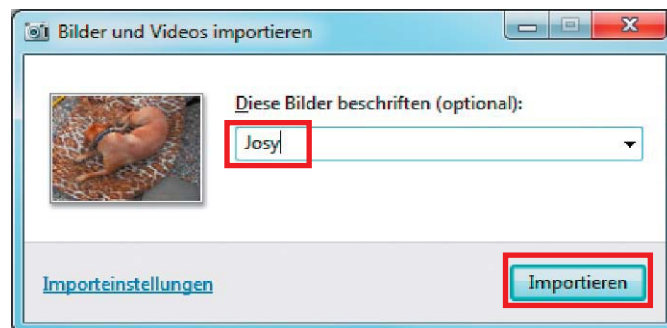 Bilder und Videos importieren
Diese Bilder beschriften (optional):
Josy
Importeinstellungen
Importieren